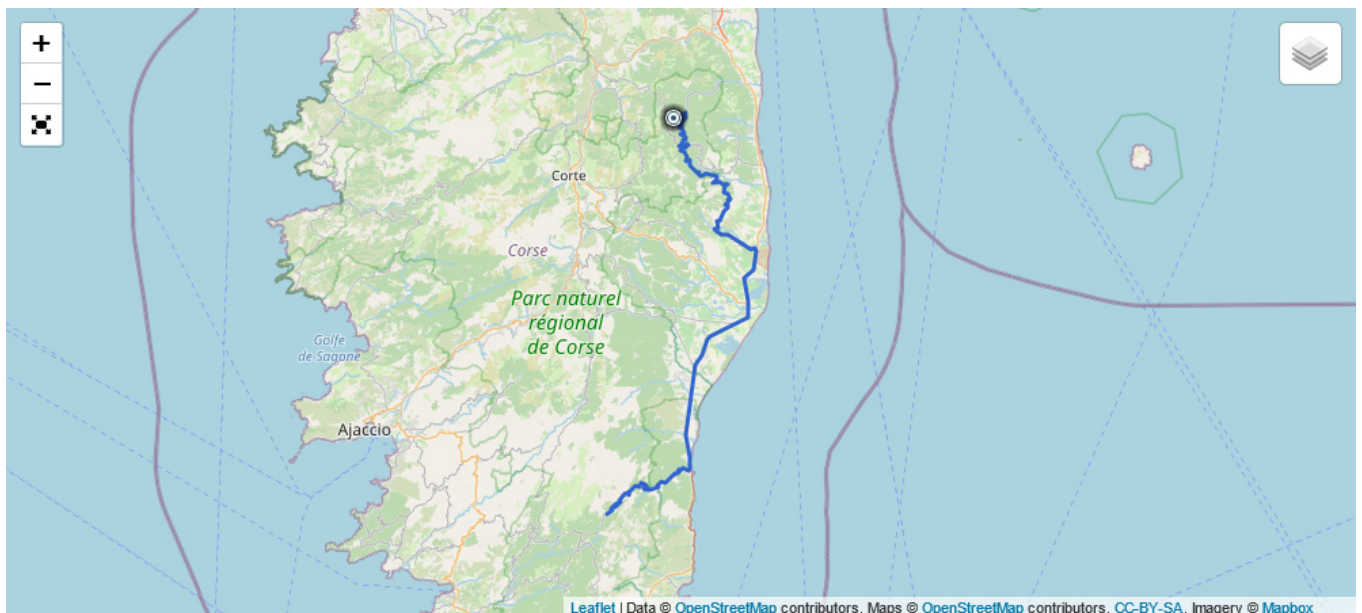 +
−
Corte
Corse
Parc naturel
régional
de Corse
Golfe
de Sagone
Ajaccio
Leaflet | Data © OpenStreetMap contributors, Maps © OpenStreetMap contributors, CC-BY-SA, Imagery © Mapbox